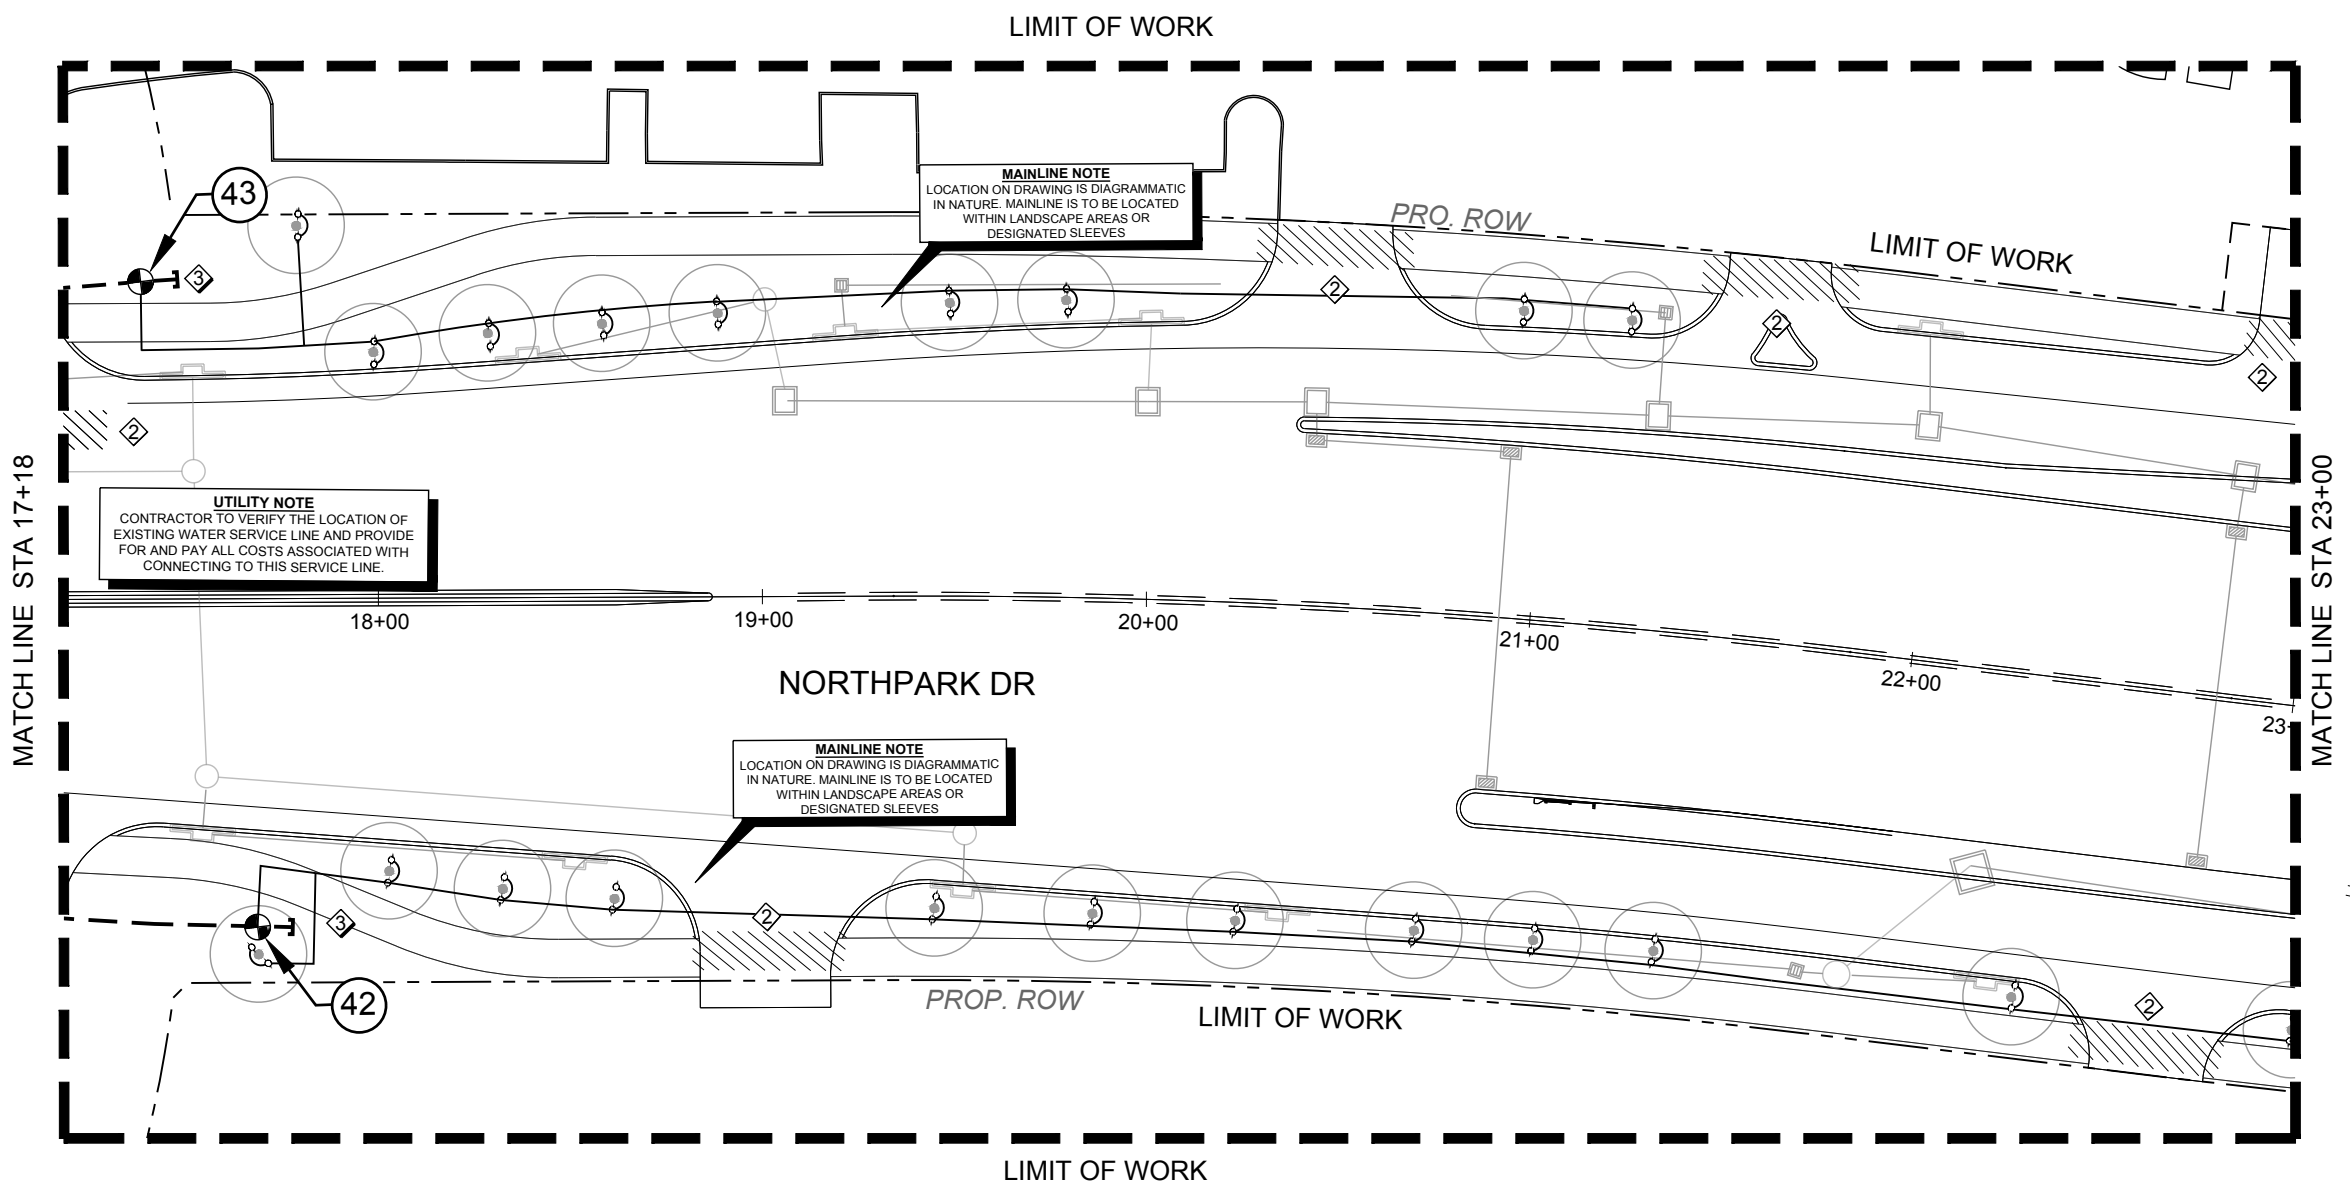 LIMIT OF WORK
43
MAINLINE NOTE
LOCATION ON DRAWING IS DIAGRAMMATIC
IN NATURE. MAINLINE IS TO BE LOCATED
WITHIN LANDSCAPE AREAS OR
DESIGNATED SLEEVES
PRO. ROW
LIMIT OF WORK
3
2
2
2
2
MATCH LINE STA 17+18
MATCH LINE STA 23+00
UTILITY NOTE
CONTRACTOR TO VERIFY THE LOCATION OF
EXISTING WATER SERVICE LINE AND PROVIDE
FOR AND PAY ALL COSTS ASSOCIATED WITH
CONNECTING TO THIS SERVICE LINE.
18+00
19+00
20+00
21+00
22+00
23+
NORTHPARK DR
MAINLINE NOTE
LOCATION ON DRAWING IS DIAGRAMMATIC
IN NATURE. MAINLINE IS TO BE LOCATED
WITHIN LANDSCAPE AREAS OR
DESIGNATED SLEEVES
3
2
2
42
PROP. ROW
LIMIT OF WORK
LIMIT OF WORK